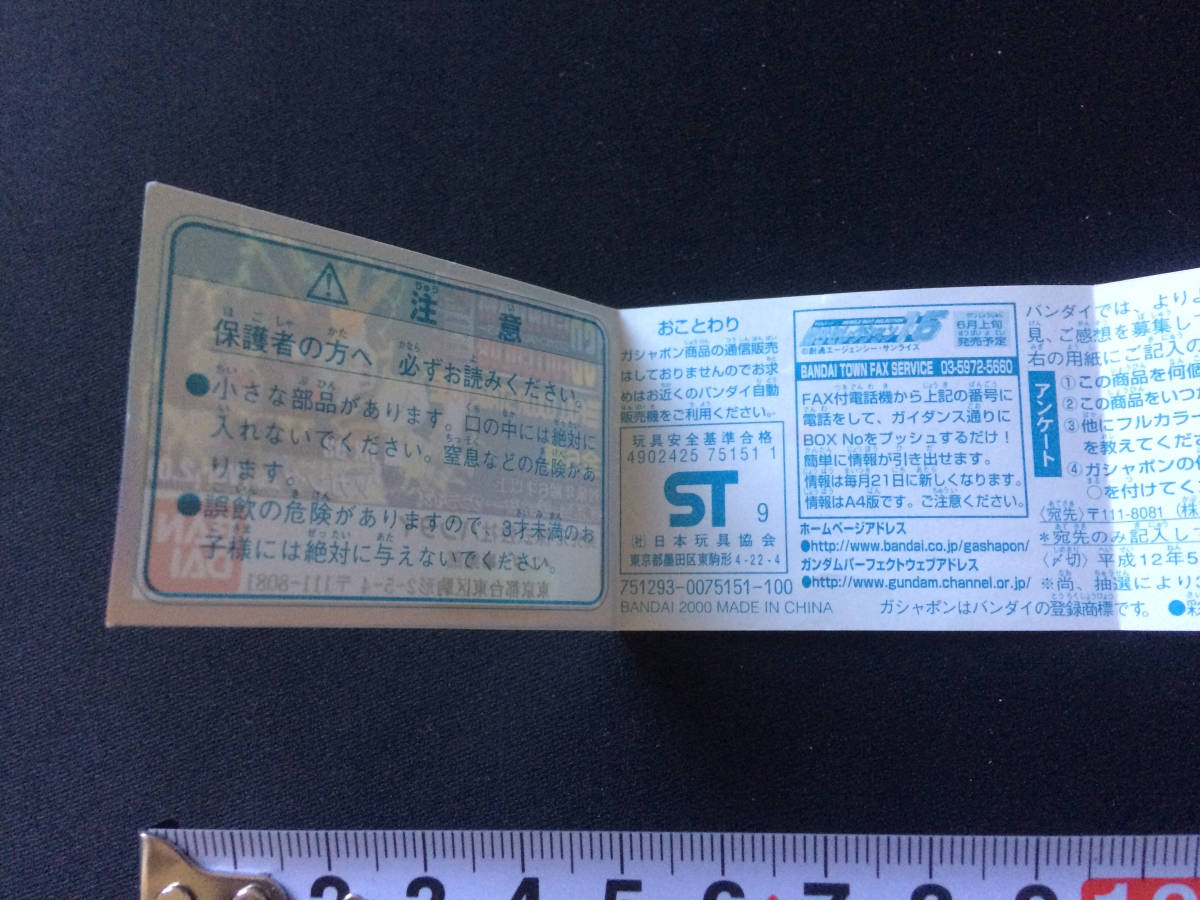 注意
保護者の方へ 必ずお読みください。
●小さな部品があります。口の中には絶対に
入れないでください。窒息などの危険があ
ります。
●誤飲の危険がありますので、3才未満のお
子様には絶対に与えないでください。
おことわり
ガシャポン商品の通信販売
はしておりませんのでお求
めはお近くのバンダイ自動
販売機をご利用ください。
玩具安全基準合格
4902425 75151 1
ST 9
(社)日本玩具協会
東京都墨田区東駒形4-22-4
751293-0075151-100
BANDAI 2000 MADE IN CHINA
6月上旬
発売予定
©創通エージェンシー・サンライズ
BANDAI TOWN FAX SERVICE 03-5972-5660
FAX付電話機から上記の番号に
電話をして、ガイダンス通りに
BOX Noをプッシュするだけ!
簡単に情報が引き出せます。
情報は毎月21日に新しくなります。
情報はA4版です。ご注意ください。
ホームページアドレス
●http://www.bandai.co.jp/gashapon/
ガンダムパーフェクトウェブアドレス
●http://www.gundam.channel.or.jp/
ガシャポンはバンダイの登録商標です。
バンダイでは、よりよ
見、ご感想を募集し
右の用紙にご記入の
アンケート
①この商品を何個
②この商品をいつ
③他にフルカラ
を教えてくだ
④ガシャポンの
○を付けてく
〈宛先〉〒111-8081 (株
*宛先のみ記入し
〈〆切〉平成12年5
※尚、抽選により
2 3 4 5 6 7 8 9 10